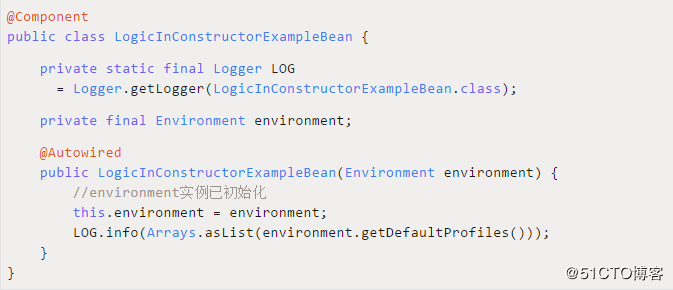 @Component
public class LogicInConstructorExampleBean {
private static final Logger LOG
= Logger.getLogger(LogicInConstructorExampleBean.class);
private final Environment environment;
@Autowired
public LogicInConstructorExampleBean(Environment environment) {
//environment实例已初始化
this.environment = environment;
LOG.info(Arrays.asList(environment.getDefaultProfiles()));
}
}
@51CTO博客